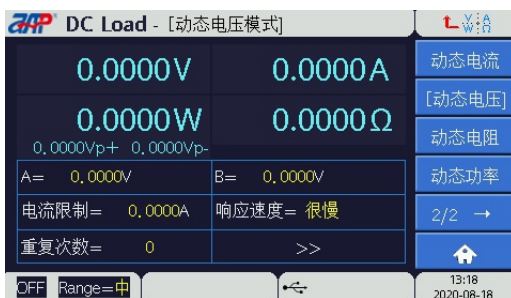 ZAP DC Load - [动态电压模式]
V A
W Ω
0.0000V 0.0000A
动态电流
[动态电压]
0.0000W 0.0000Ω
0.0000Vp+ 0.0000Vp-
动态电阻
A= 0.0000V B= 0.0000V
动态功率
电流限制= 0.0000A 响应速度= 很慢
2/2 →
重复次数= 0 >>
OFF Range=中
13:18
2020-08-18